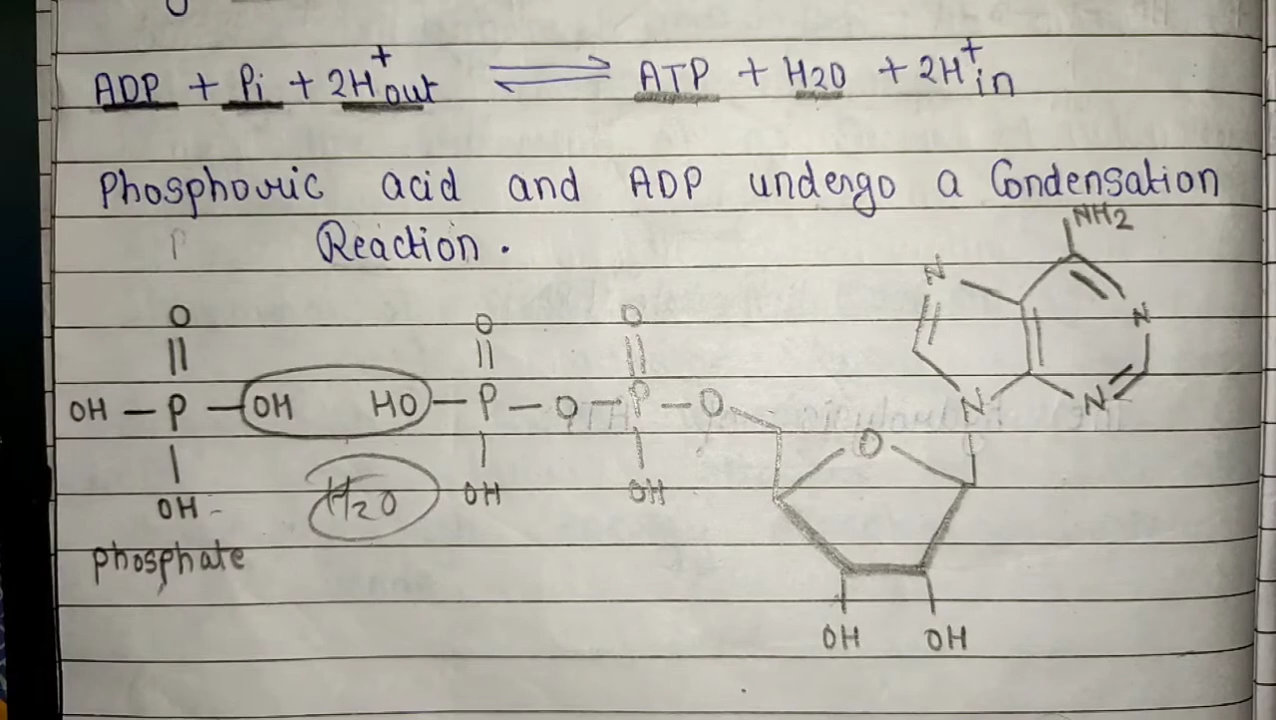 ADP + Pi + 2H⁺out ⇌ ATP + H2O + 2H⁺in
Phosphoric acid and ADP undergo a Condensation
Reaction .
NH2
N
N
O O O
OH — P — OH HO — P — O — P — O
N N
O
OH H2O OH OH
phosphate
OH OH